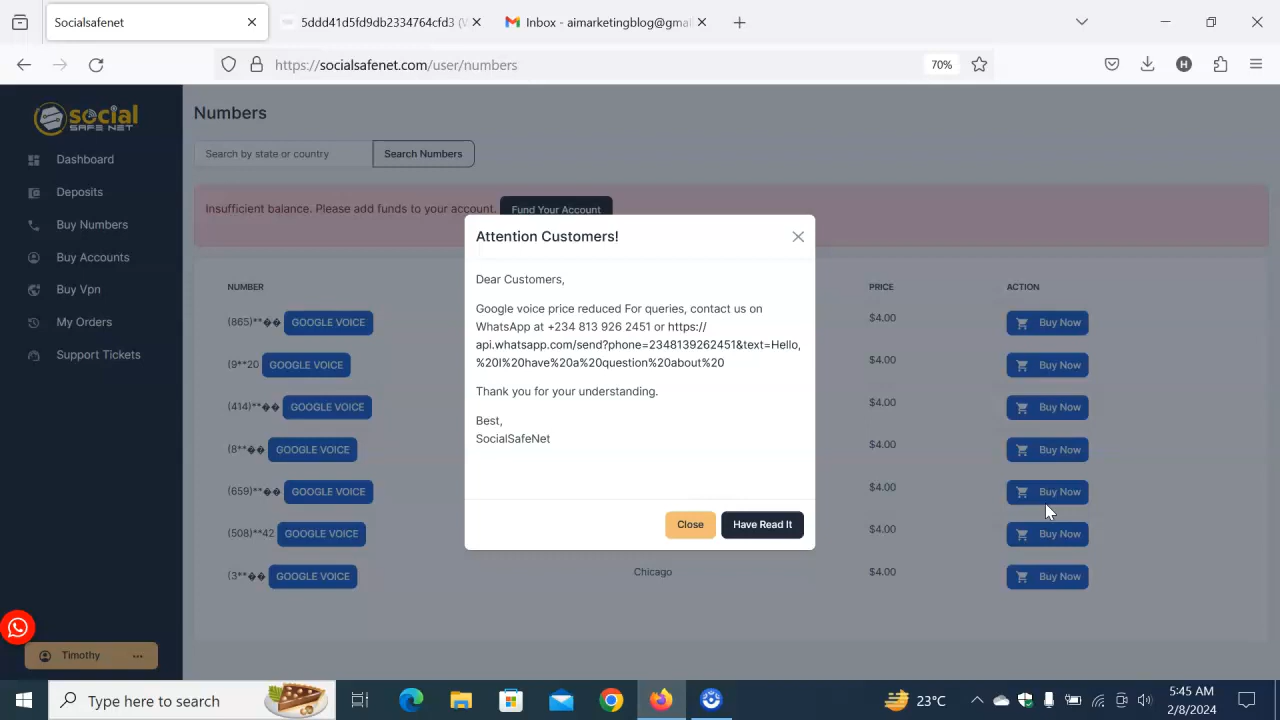 Socialsafenet
5ddd41d5fd9db2334764cfd3 (W
Inbox - aimarketingblog@gmai
https://socialsafenet.com/user/numbers
70%
H
social
SAFE NET
Dashboard
Deposits
Buy Numbers
Buy Accounts
Buy Vpn
My Orders
Support Tickets
Timothy
Numbers
Search by state or country
Search Numbers
Insufficient balance. Please add funds to your account.
Fund Your Account
NUMBER PRICE ACTION
(865)**�� GOOGLE VOICE $4.00 Buy Now
(9**20 GOOGLE VOICE $4.00 Buy Now
(414)**�� GOOGLE VOICE $4.00 Buy Now
(8**�� GOOGLE VOICE $4.00 Buy Now
(659)**�� GOOGLE VOICE $4.00 Buy Now
(508)**42 GOOGLE VOICE $4.00 Buy Now
(3**�� GOOGLE VOICE Chicago $4.00 Buy Now
Attention Customers!
Dear Customers,
Google voice price reduced For queries, contact us on
WhatsApp at +234 813 926 2451 or https://
api.whatsapp.com/send?phone=2348139262451&text=Hello,
%20I%20have%20a%20question%20about%20
Thank you for your understanding.
Best,
SocialSafeNet
Close
Have Read It
Type here to search
23°C
5:45 AM
2/8/2024